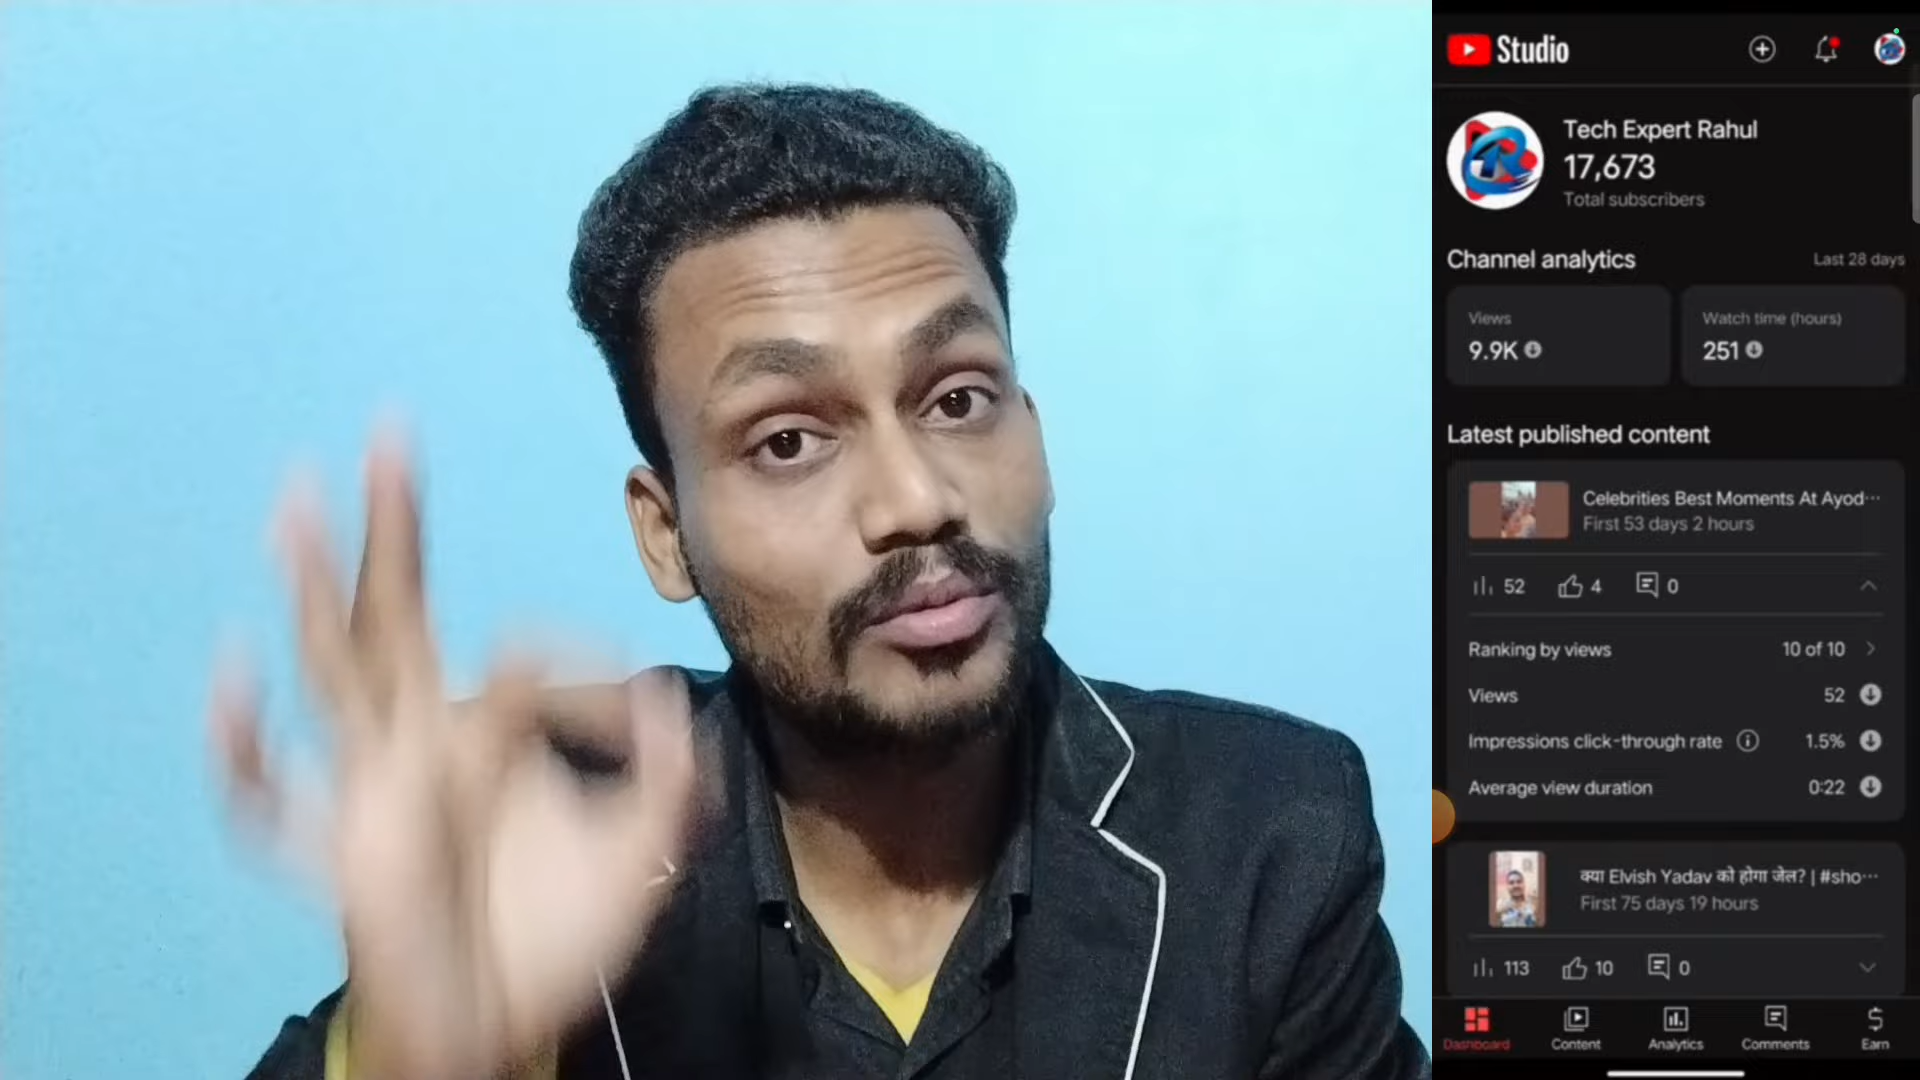 Studio
Tech Expert Rahul
17,673
Total subscribers
Channel analytics
Last 28 days
Views
Watch time (hours)
9.9K
251
Latest published content
Celebrities Best Moments At Ayod...
First 53 days 2 hours
52
4
0
Ranking by views
10 of 10
Views
52
Impressions click-through rate
1.5%
Average view duration
0:22
क्या Elvish Yadav को होगा जेल? | #sho...
First 75 days 19 hours
113
10
0
Dashboard
Content
Analytics
Comments
Earn